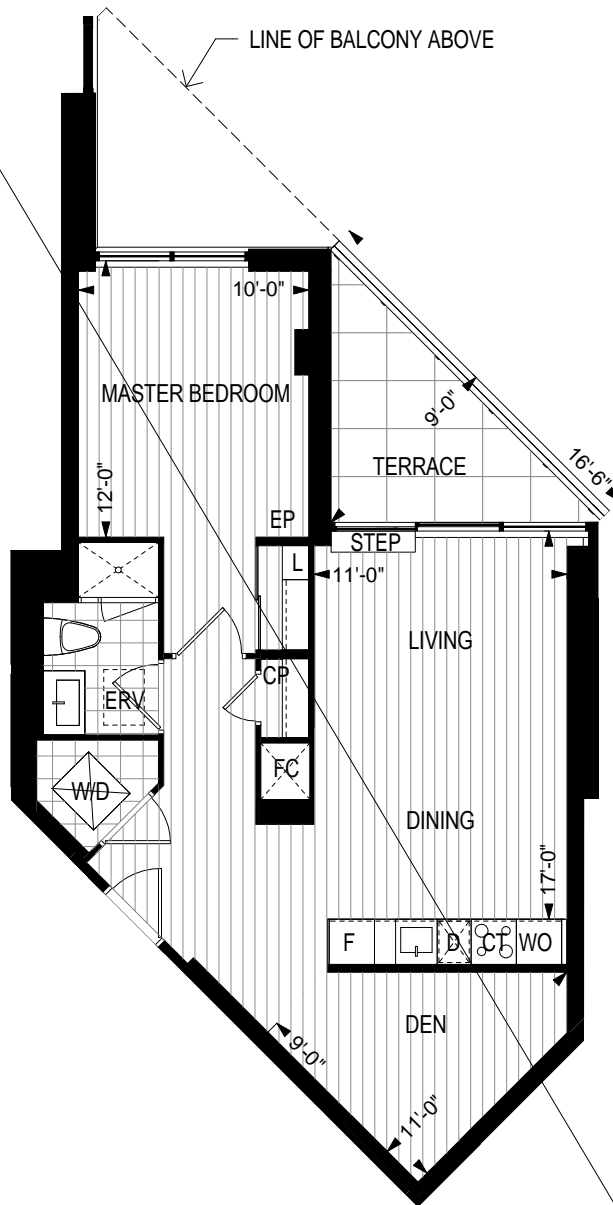 LINE OF BALCONY ABOVE
10'-0"
MASTER BEDROOM
9'-0"
16'-6"
TERRACE
12'-0"
EP
STEP
L
11'-0"
LIVING
CP
ERV
FC
W/D
DINING
17'-0"
F
D
CT
WO
DEN
9'-0"
11'-0"